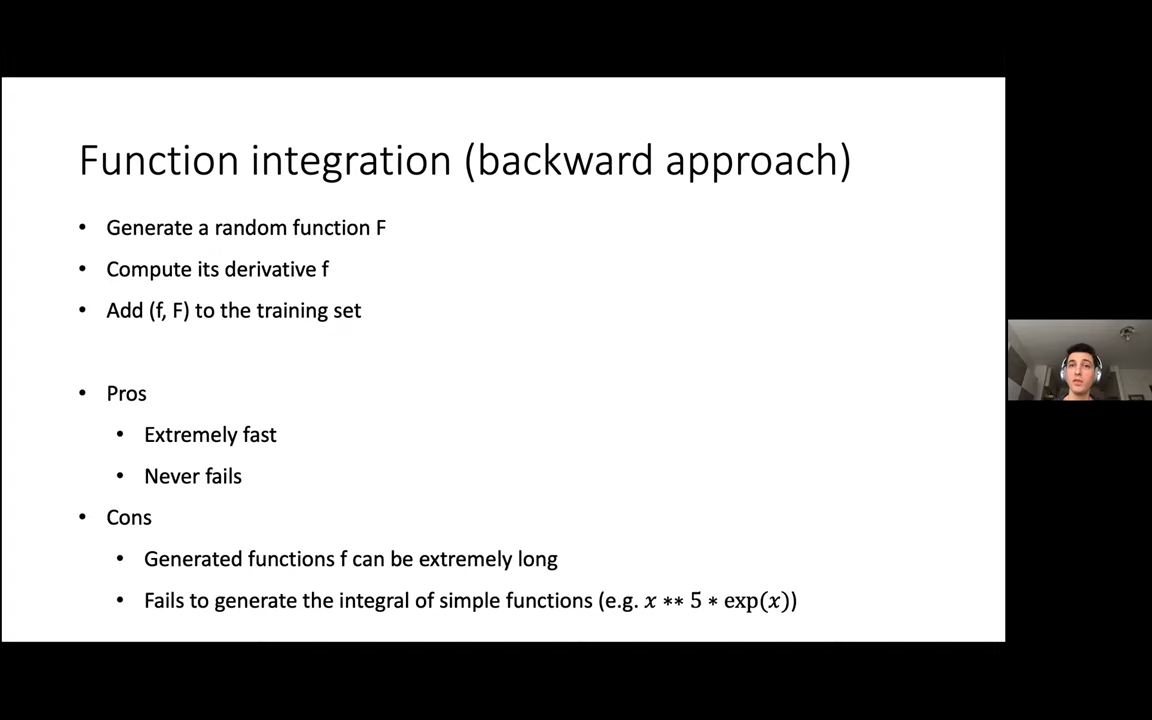 Function integration (backward approach)
• Generate a random function F
• Compute its derivative f
• Add (f, F) to the training set
• Pros
• Extremely fast
• Never fails
• Cons
• Generated functions f can be extremely long
• Fails to generate the integral of simple functions (e.g. 𝑥 ∗∗ 5 ∗ exp(𝑥))